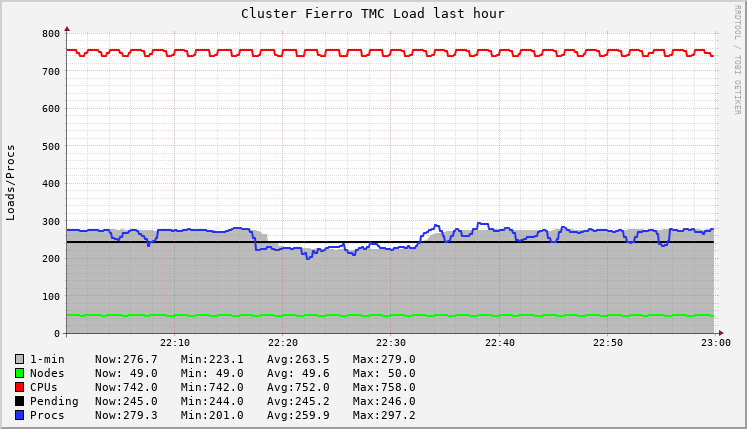 Cluster Fierro TMC Load last hour
RRDTOOL / TOBI OETIKER
Loads/Procs
800
700
600
500
400
300
200
100
0
22:10 22:20 22:30 22:40 22:50 23:00
1-min Now:276.7 Min:223.1 Avg:263.5 Max:279.0
Nodes Now: 49.0 Min: 49.0 Avg: 49.6 Max: 50.0
CPUs Now:742.0 Min:742.0 Avg:752.0 Max:758.0
Pending Now:245.0 Min:244.0 Avg:245.2 Max:246.0
Procs Now:279.3 Min:201.0 Avg:259.9 Max:297.2